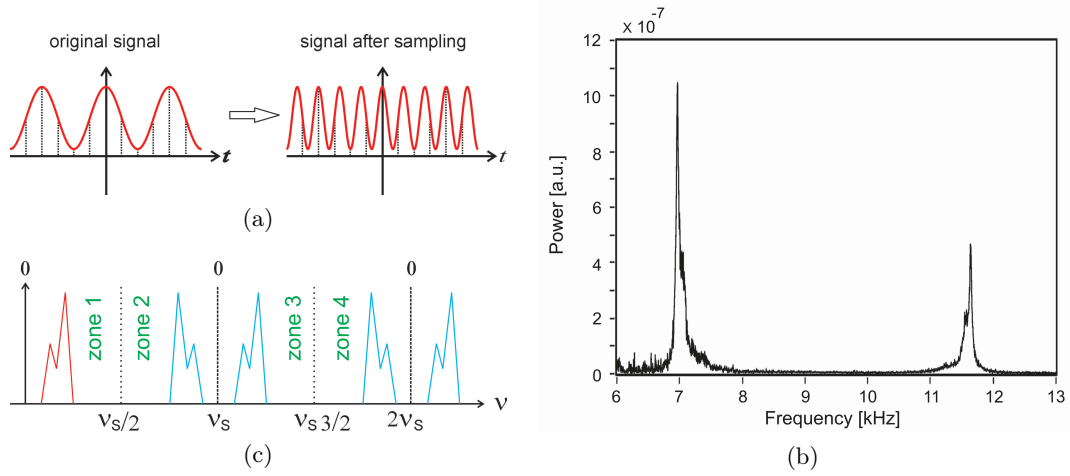 original signal
signal after sampling
t
t
(a)
0
0
0
zone 1
zone 2
zone 3
zone 4
ν
νs/2
νs
νs3/2
2νs
(c)
x 10-7
12
10
8
6
4
2
0
Power [a.u.]
6
7
8
9
10
11
12
13
Frequency [kHz]
(b)